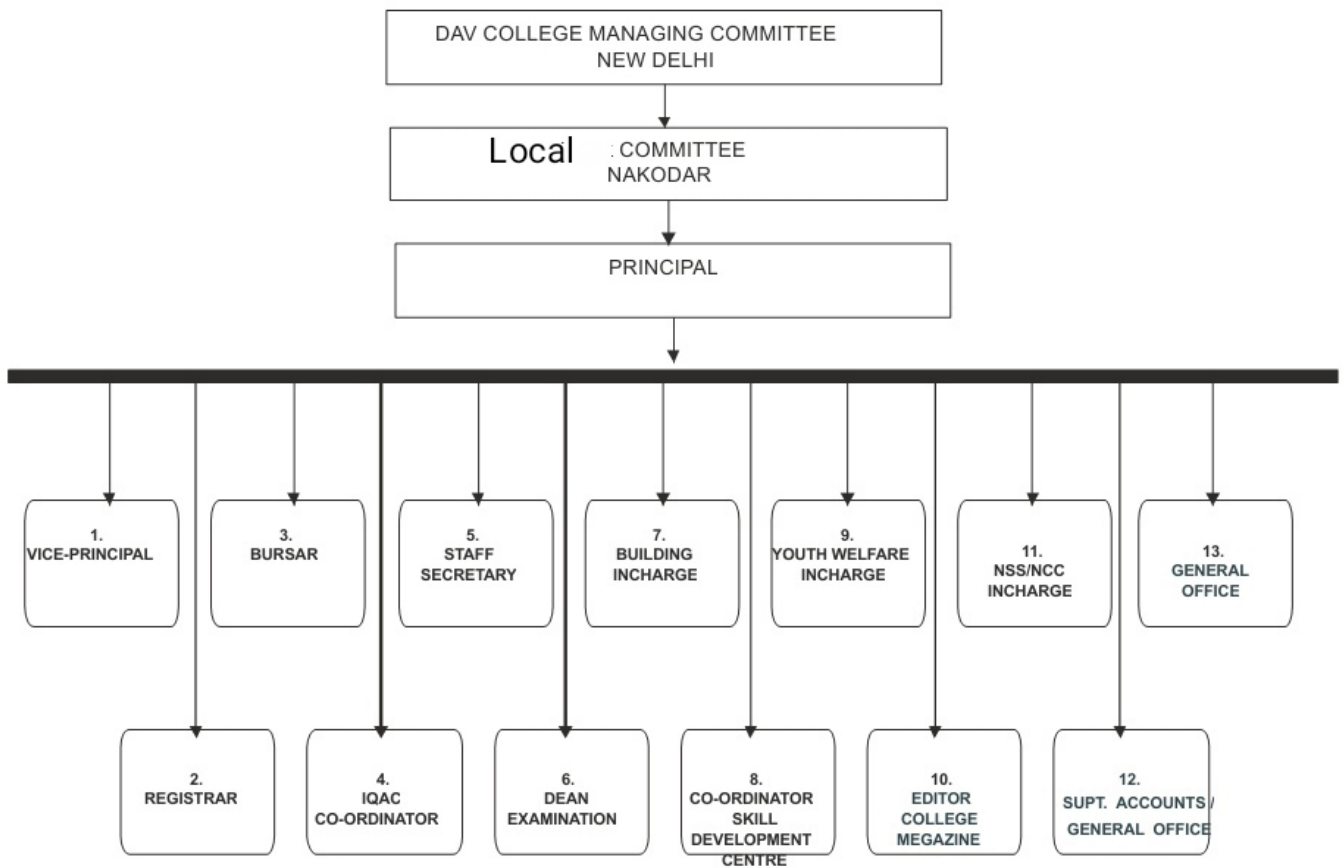 DAV COLLEGE MANAGING COMMITTEE
NEW DELHI
Local : COMMITTEE
NAKODAR
PRINCIPAL
1.
VICE-PRINCIPAL
3.
BURSAR
5.
STAFF
SECRETARY
7.
BUILDING
INCHARGE
9.
YOUTH WELFARE
INCHARGE
11.
NSS/NCC
INCHARGE
13.
GENERAL
OFFICE
2.
REGISTRAR
4.
IQAC
CO-ORDINATOR
6.
DEAN
EXAMINATION
8.
CO-ORDINATOR
SKILL
DEVELOPMENT
CENTRE
10.
EDITOR
COLLEGE
MEGAZINE
12.
SUPT. ACCOUNTS /
GENERAL OFFICE